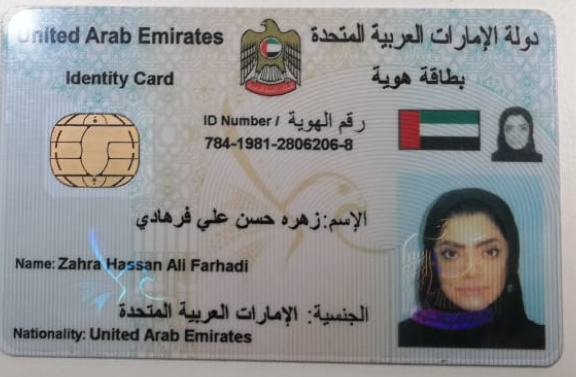 United Arab Emirates
دولة الإمارات العربية المتحدة
Identity Card
بطاقة هوية
ID Number / رقم الهوية
784-1981-2806206-8
الإسم: زهره حسن علي فرهادي
Name: Zahra Hassan Ali Farhadi
الجنسية: الإمارات العربية المتحدة
Nationality: United Arab Emirates